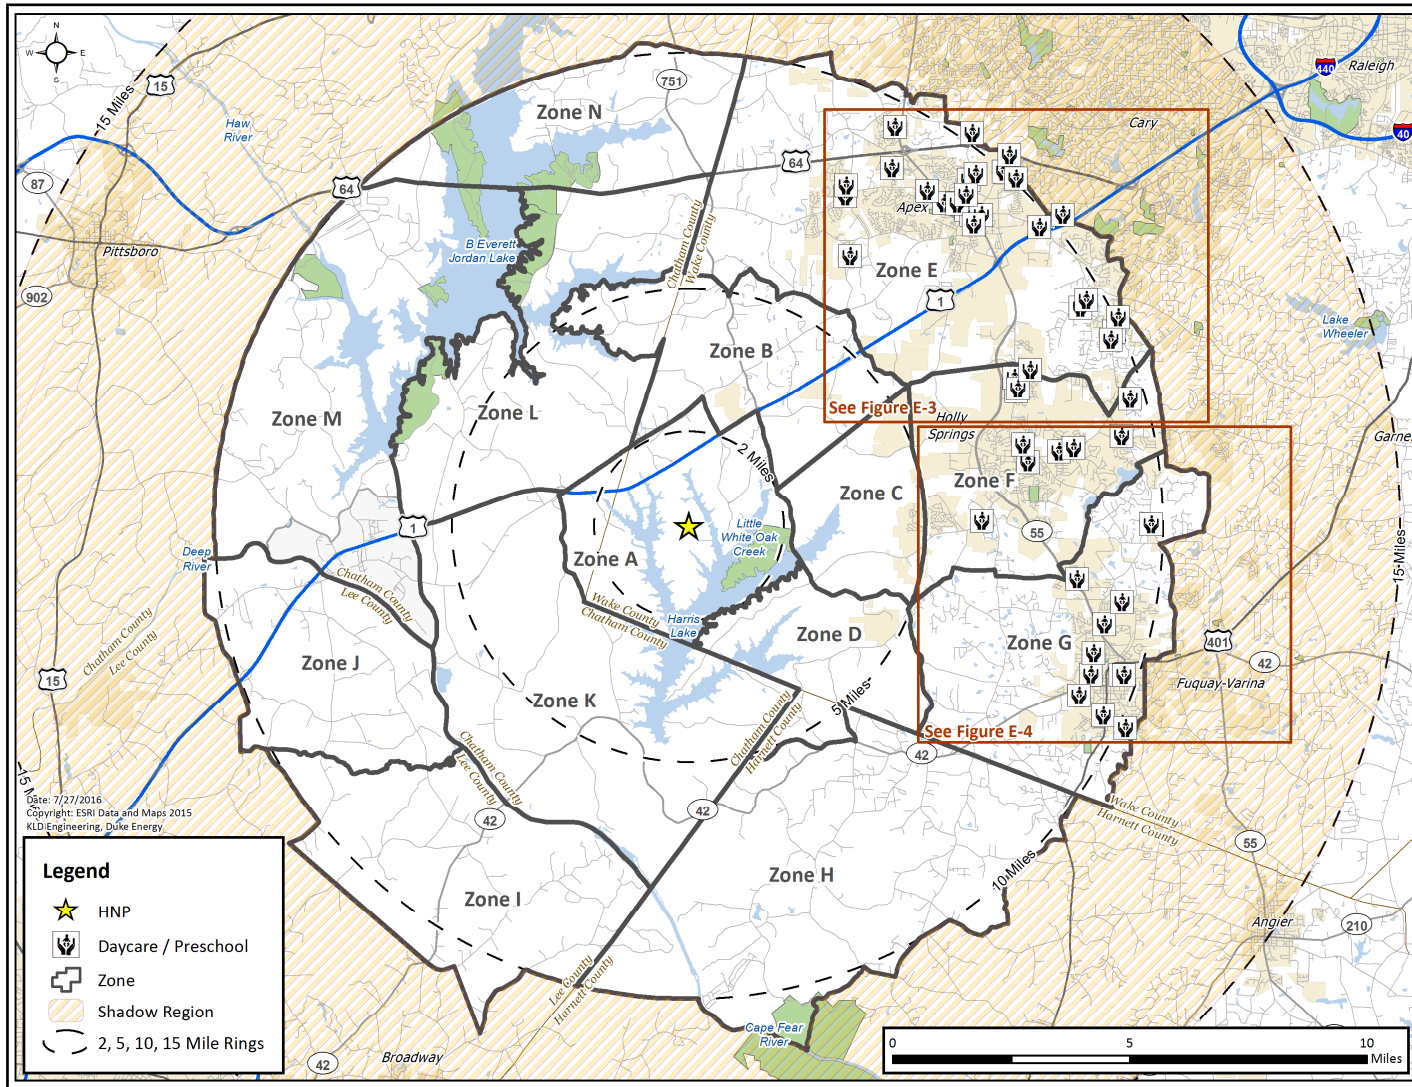 N
W
E
S
15 Miles
15
Haw
River
751
Zone N
64
64
87
Pittsboro
902
B Everett
Jordan Lake
Chatham County
Wake County
440
Raleigh
40
Cary
Apex
Zone E
1
Lake
Wheeler
Zone B
Zone M
Zone L
See Figure E-3
Holly
Springs
Garne
2 Miles
Zone F
Zone C
55
1
Little
White Oak
Creek
Deep
River
Zone A
Chatham County
Lee County
Wake County
Chatham County
Harris
Lake
15 Miles
Chatham County
Lee County
Zone J
Zone D
Zone G
401
42
Fuquay-Varina
15
Zone K
5 Miles
Chatham County
Harnett County
See Figure E-4
42
Chatham County
Lee County
15 M
42
42
Wake County
Harnett County
55
10 Miles
Zone H
Zone I
Angier
210
Lee County
Harnett County
Cape Fear
River
Broadway
42
Date: 7/27/2016
Copyright: ESRI Data and Maps 2015
KLD Engineering, Duke Energy
Legend
HNP
Daycare / Preschool
Zone
Shadow Region
2, 5, 10, 15 Mile Rings
0 5 10
Miles